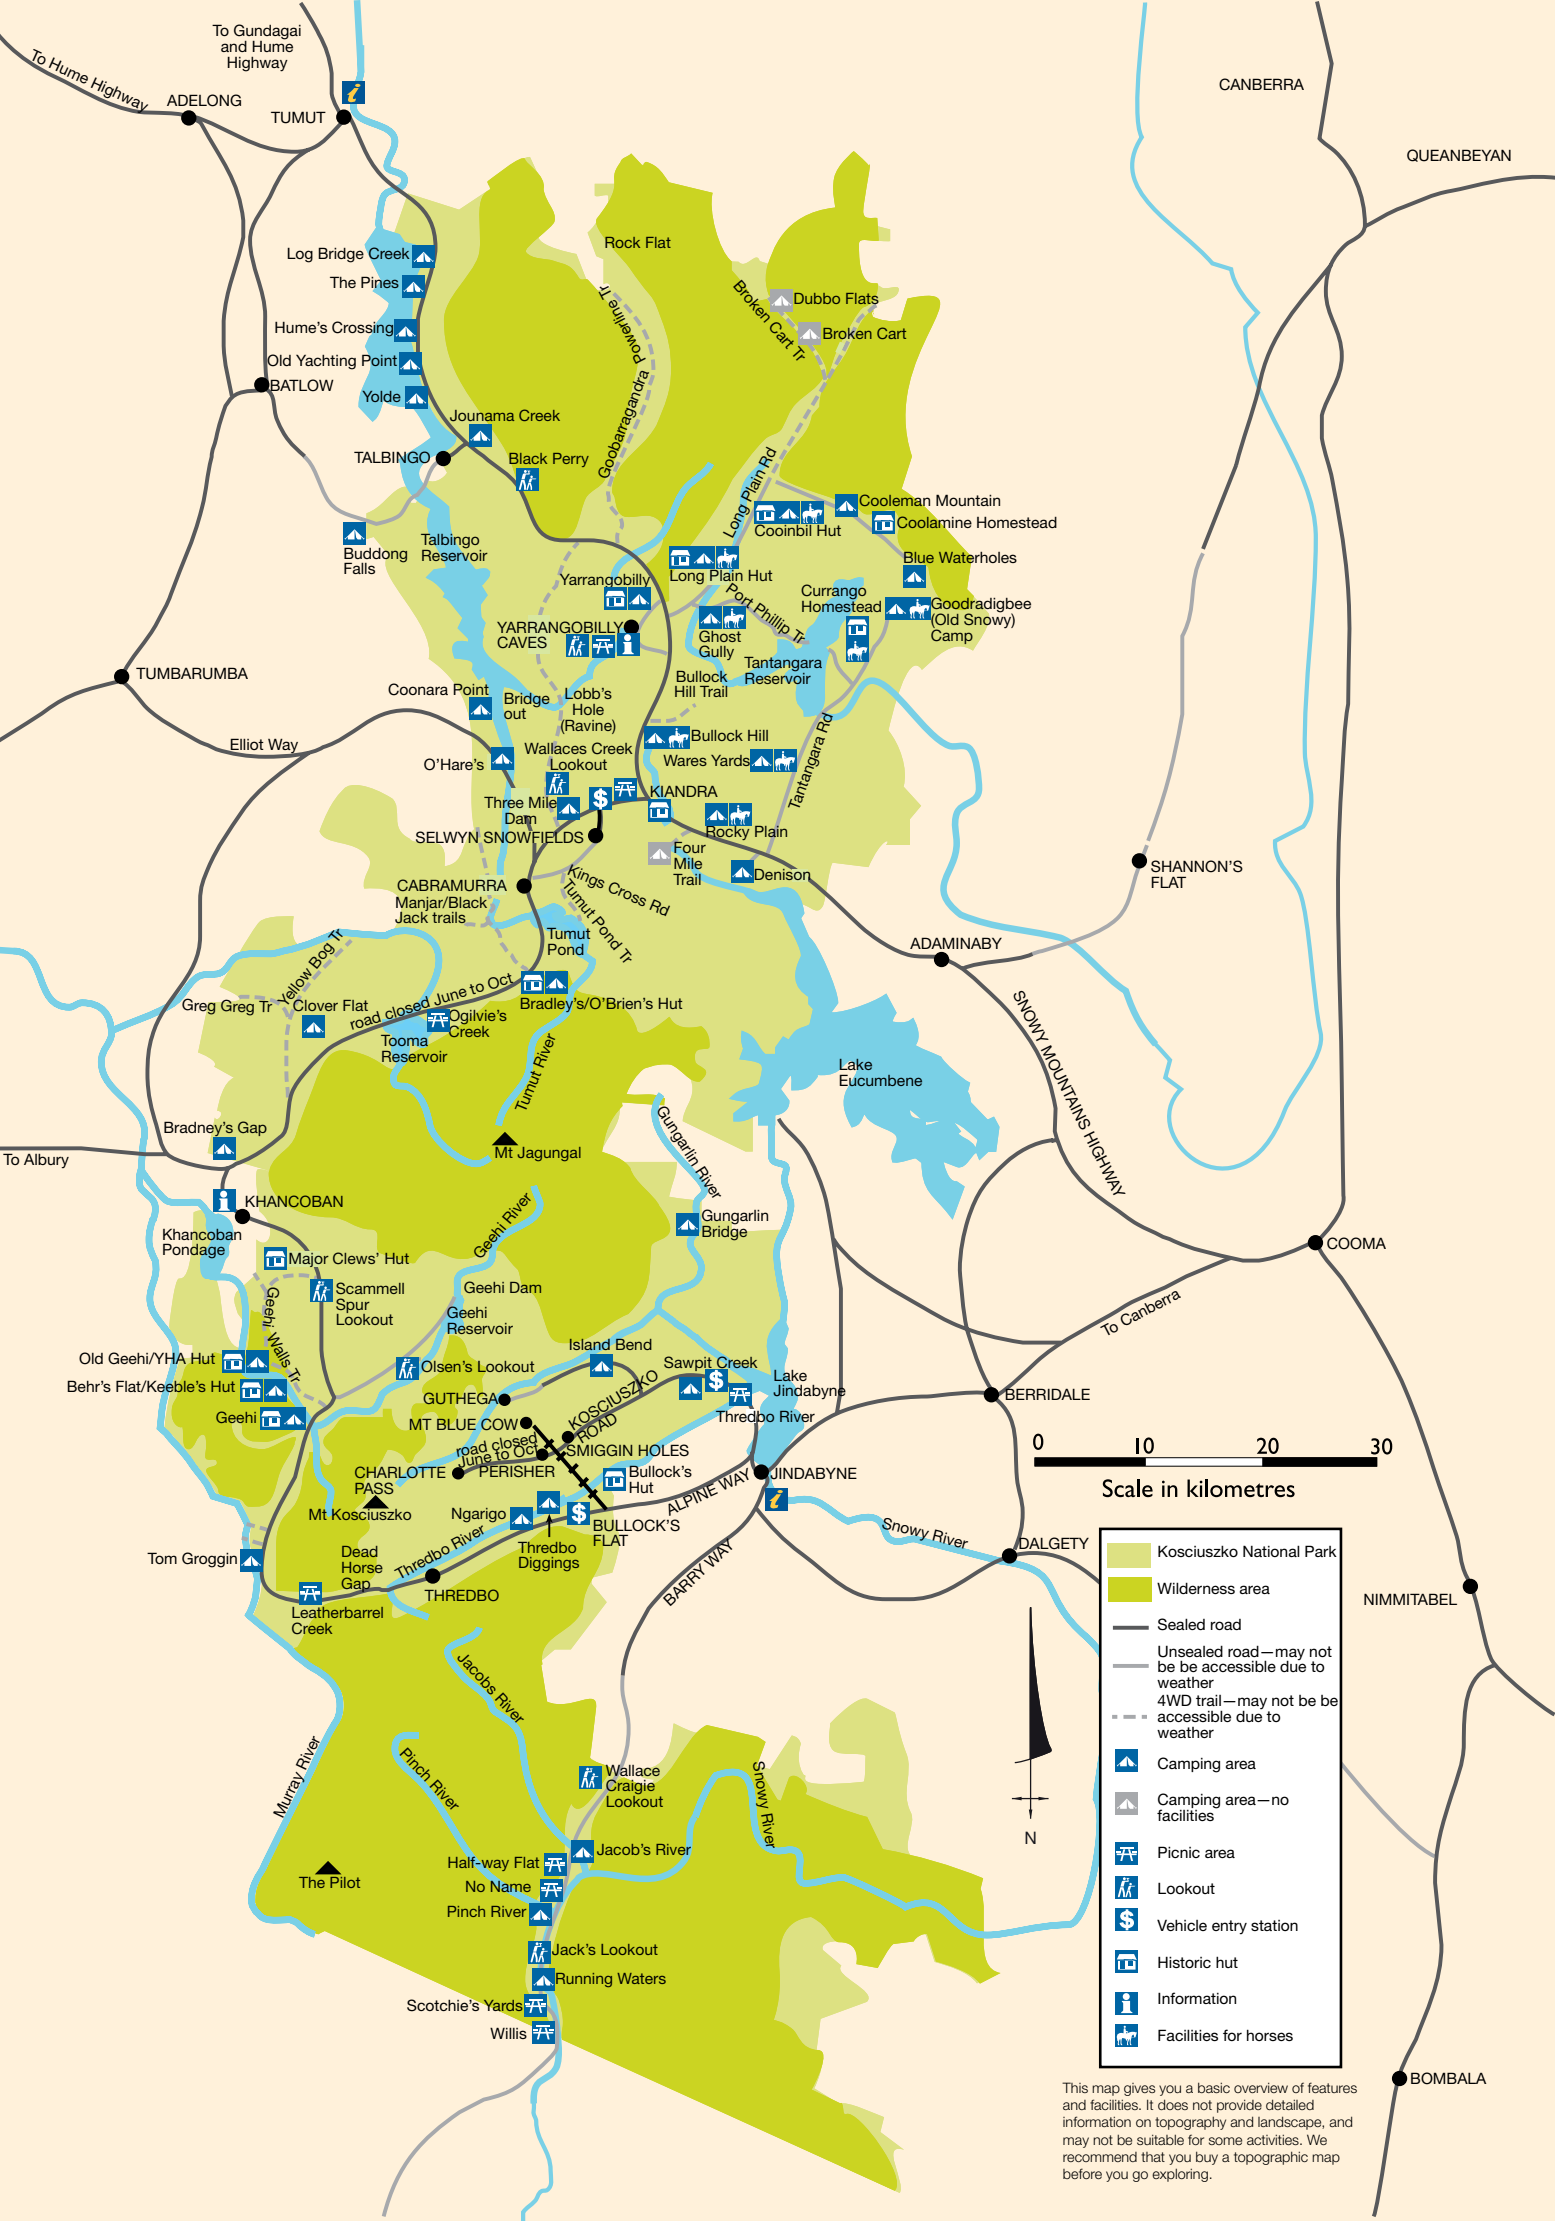 To Gundagai
and Hume
Highway
To Hume Highway
ADELONG
TUMUT
CANBERRA
QUEANBEYAN
Rock Flat
Log Bridge Creek
The Pines
Powerline Tr
Broken Cart Tr
Dubbo Flats
Broken Cart
Hume's Crossing
Old Yachting Point
BATLOW
Yolde
Goobarragandra
Jounama Creek
TALBINGO
Black Perry
Long Plain Rd
Cooinbil Hut
Cooleman Mountain
Coolamine Homestead
Buddong
Falls
Talbingo
Reservoir
Blue Waterholes
Yarrangobilly
Long Plain Hut
Port Phillip Tr
Currango
Homestead
Goodradigbee
(Old Snowy)
Camp
YARRANGOBILLY
CAVES
Ghost
Gully
Tantangara
Reservoir
TUMBARUMBA
Bullock
Hill Trail
Coonara Point
Bridge
out
Lobb's
Hole
(Ravine)
Elliot Way
O'Hare's
Wallaces Creek
Lookout
Bullock Hill
Wares Yards
Tantangara Rd
Three Mile
Dam
KIANDRA
Rocky Plain
SELWYN SNOWFIELDS
Four
Mile
Trail
Denison
SHANNON'S
FLAT
CABRAMURRA
Kings Cross Rd
Manjar/Black
Jack trails
Tumut Pond Tr
Tumut
Pond
ADAMINABY
Yellow Bog Tr
Greg Greg Tr
Clover Flat
road closed June to Oct
Bradley's/O'Brien's Hut
Ogilvie's
Creek
Tooma
Reservoir
SNOWY MOUNTAINS HIGHWAY
Lake
Eucumbene
Tumut River
Gungarlin River
Bradney's Gap
To Albury
Mt Jagungal
KHANCOBAN
Khancoban
Pondage
Geehi River
Gungarlin
Bridge
COOMA
Major Clews' Hut
Scammell
Spur
Lookout
Geehi Dam
Geehi
Reservoir
Geehi Walls Tr
To Canberra
Old Geehi/YHA Hut
Olsen's Lookout
Island Bend
Sawpit Creek
Lake
Jindabyne
Behr's Flat/Keeble's Hut
GUTHEGA
KOSCIUSZKO
ROAD
BERRIDALE
Geehi
MT BLUE COW
Thredbo River
road closed
June to Oct
SMIGGIN HOLES
CHARLOTTE
PASS
PERISHER
Bullock's
Hut
JINDABYNE
ALPINE WAY
Mt Kosciuszko
Ngarigo
BULLOCK'S
FLAT
0 10 20 30
Scale in kilometres
Snowy River
Tom Groggin
Dead
Horse
Gap
Thredbo River
Thredbo
Diggings
DALGETY
BARRY WAY
THREDBO
Leatherbarrel
Creek
NIMMITABEL
Kosciuszko National Park
Wilderness area
Sealed road
Unsealed road—may not
be be accessible due to
weather
4WD trail—may not be be
accessible due to
weather
Camping area
Camping area—no
facilities
Picnic area
Lookout
Vehicle entry station
Historic hut
Information
Facilities for horses
Jacobs River
Murray River
Pinch River
Wallace
Craigie
Lookout
Snowy River
N
Jacob's River
Half-way Flat
The Pilot
No Name
Pinch River
Jack's Lookout
Running Waters
Scotchie's Yards
Willis
BOMBALA
This map gives you a basic overview of features
and facilities. It does not provide detailed
information on topography and landscape, and
may not be suitable for some activities. We
recommend that you buy a topographic map
before you go exploring.